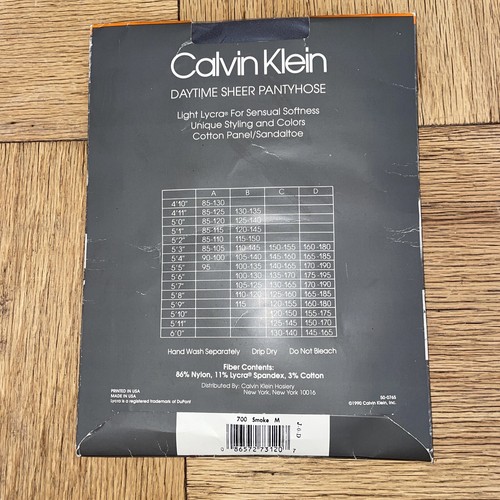 Calvin Klein
DAYTIME SHEER PANTYHOSE
Light Lycra® For Sensual Softness
Unique Styling and Colors
Cotton Panel/Sandaltoe
A B C D
4'10" 85-130
4'11" 85-125 130-135
5'0" 85-120 125-140
5'1" 85-115 120-145
5'2" 85-110 115-150
5'3" 85-105 110-145 150-155 160-180
5'4" 90-100 105-140 145-160 165-185
5'5" 95 100-135 140-165 170-190
5'6" 100-130 135-170 175-190
5'7" 105-125 130-165 170-190
5'8" 110-120 125-160 165-185
5'9" 115 120-155 160-180
5'10" 120-150 155-175
5'11" 125-145 150-170
6'0" 130-140 145-165
Hand Wash Separately Drip Dry Do Not Bleach
Fiber Contents:
86% Nylon, 11% Lycra® Spandex, 3% Cotton
Distributed By: Calvin Klein Hosiery
New York, New York 10016
PRINTED IN USA
MADE IN USA
Lycra is a registered trademark of DuPont
©1990 Calvin Klein, Inc.
700 Smoke M
0 86572 73120 7